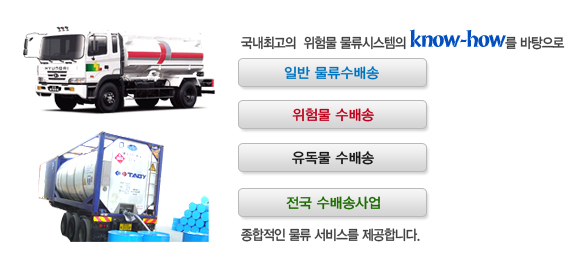 국내최고의 위험물 물류시스템의 know-how를 바탕으로
일반 물류수배송
위험물 수배송
유독물 수배송
전국 수배송사업
종합적인 물류 서비스를 제공합니다.
HYUNDAI